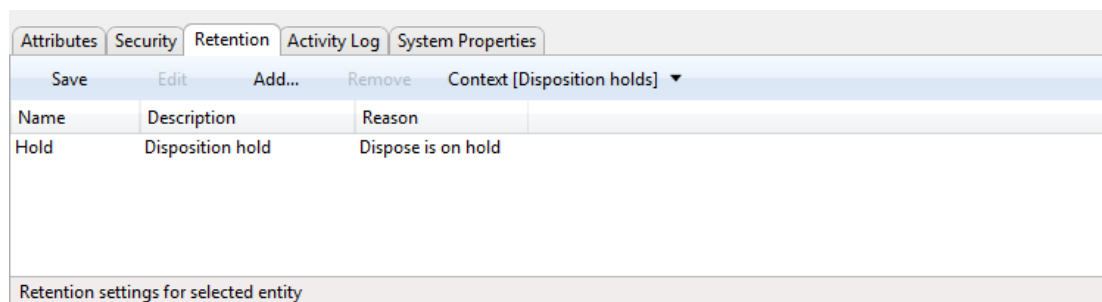 Attributes Security Retention Activity Log System Properties
Save Edit Add... Remove Context [Disposition holds]
Name Description Reason
Hold Disposition hold Dispose is on hold
Retention settings for selected entity